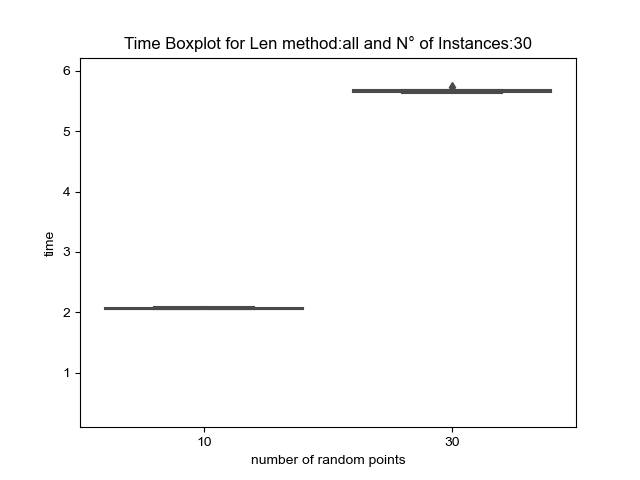 Time Boxplot for Len method:all and N° of Instances:30
6
5
4
3
2
1
time
10
30
number of random points